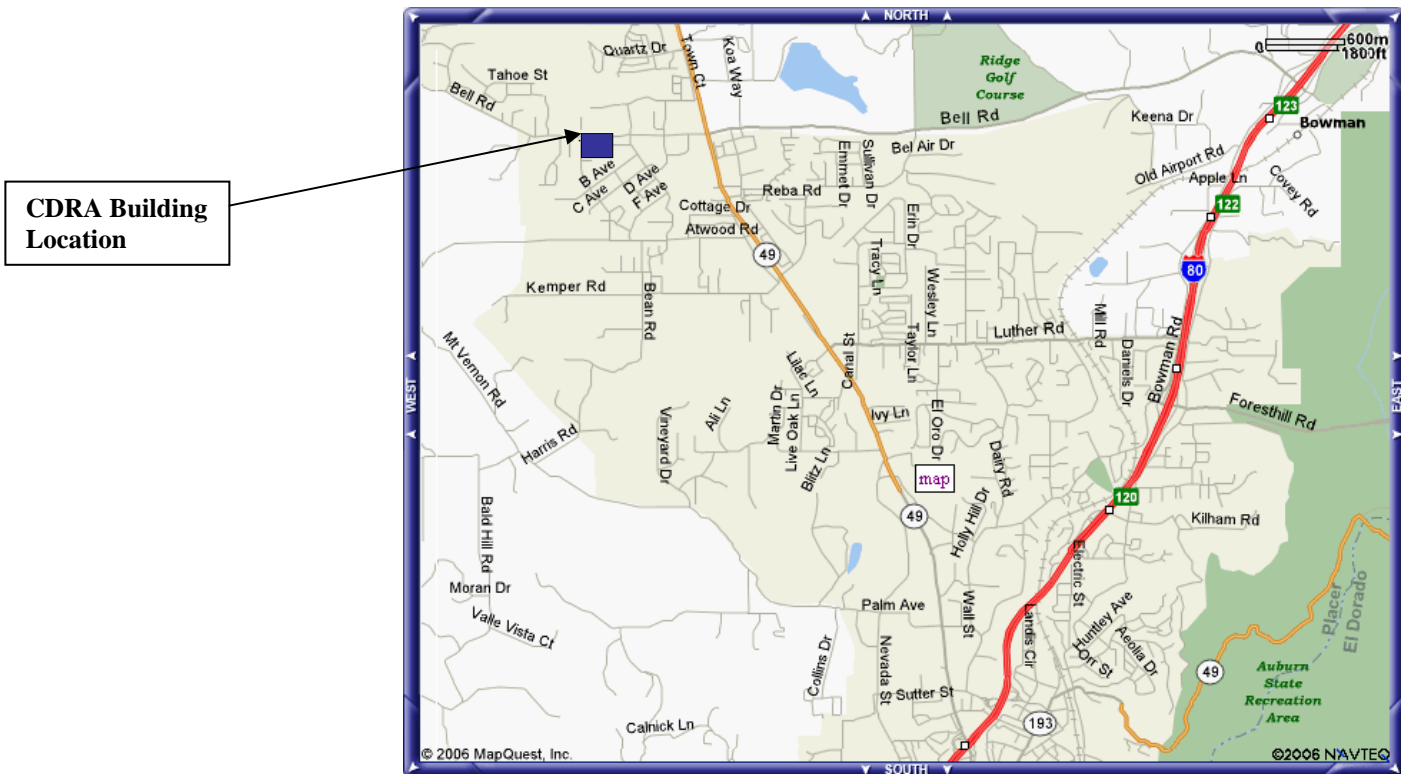 NORTH
Quartz Dr
Town Ct
Koa Way
Ridge
Golf
Course
0
600m
1800ft
Tahoe St
Bell Rd
Bell Rd
123
Keena Dr
Bowman
B Ave
C Ave
D Ave
F Ave
Emmet Dr
Sullivan Dr
Bel Air Dr
Old Airport Rd
Apple Ln
Covey Rd
CDRA Building
Location
Reba Rd
Cottage Dr
Atwood Rd
122
Erin Dr
49
Tracy Ln
80
Kemper Rd
Bean Rd
Wesley Ln
Luther Rd
Mill Rd
Bowman Rd
Mt Vernon Rd
Canal St
Taylor Ln
Daniels Dr
Lilac Ln
WEST
EAST
Ali Ln
Martin Dr
Live Oak Ln
Ivy Ln
El Oro Dr
Foresthill Rd
Harris Rd
Vineyard Dr
Blitz Ln
map
Dairy Rd
120
Bald Hill Rd
49
Holly Hill Dr
Kilham Rd
Electric St
Moran Dr
Palm Ave
Wall St
Landis Cir
Huntley Ave
Placer
El Dorado
Valle Vista Ct
Collins Dr
Nevada St
Orr St
Aeolia Dr
49
Auburn
State
Recreation
Area
Sutter St
193
Calnick Ln
© 2006 MapQuest, Inc.
©2006 NAVTEQ
SOUTH